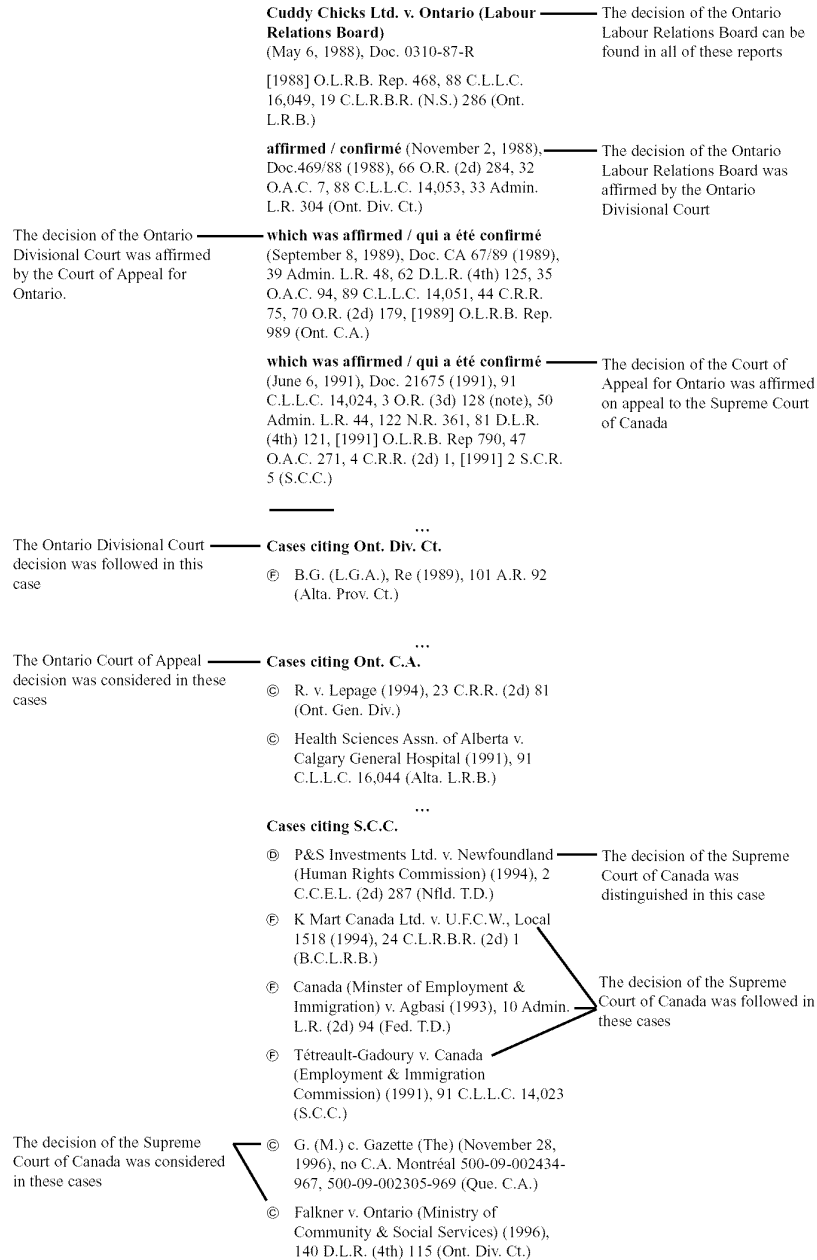 Cuddy Chicks Ltd. v. Ontario (Labour
Relations Board)
(May 6, 1988), Doc. 0310-87-R
The decision of the Ontario
Labour Relations Board can be
found in all of these reports
[1988] O.L.R.B. Rep. 468, 88 C.L.L.C.
16,049, 19 C.L.R.B.R. (N.S.) 286 (Ont.
L.R.B.)
affirmed / confirmé (November 2, 1988),
Doc.469/88 (1988), 66 O.R. (2d) 284, 32
O.A.C. 7, 88 C.L.L.C. 14,053, 33 Admin.
L.R. 304 (Ont. Div. Ct.)
The decision of the Ontario
Labour Relations Board was
affirmed by the Ontario
Divisional Court
The decision of the Ontario
Divisional Court was affirmed
by the Court of Appeal for
Ontario.
which was affirmed / qui a été confirmé
(September 8, 1989), Doc. CA 67/89 (1989),
39 Admin. L.R. 48, 62 D.L.R. (4th) 125, 35
O.A.C. 94, 89 C.L.L.C. 14,051, 44 C.R.R.
75, 70 O.R. (2d) 179, [1989] O.L.R.B. Rep.
989 (Ont. C.A.)
which was affirmed / qui a été confirmé
(June 6, 1991), Doc. 21675 (1991), 91
C.L.L.C. 14,024, 3 O.R. (3d) 128 (note), 50
Admin. L.R. 44, 122 N.R. 361, 81 D.L.R.
(4th) 121, [1991] O.L.R.B. Rep 790, 47
O.A.C. 271, 4 C.R.R. (2d) 1, [1991] 2 S.C.R.
5 (S.C.C.)
The decision of the Court of
Appeal for Ontario was affirmed
on appeal to the Supreme Court
of Canada
...
The Ontario Divisional Court
decision was followed in this
case
Cases citing Ont. Div. Ct.
Ⓕ B.G. (L.G.A.), Re (1989), 101 A.R. 92
(Alta. Prov. Ct.)
...
The Ontario Court of Appeal
decision was considered in these
cases
Cases citing Ont. C.A.
Ⓒ R. v. Lepage (1994), 23 C.R.R. (2d) 81
(Ont. Gen. Div.)
Ⓒ Health Sciences Assn. of Alberta v.
Calgary General Hospital (1991), 91
C.L.L.C. 16,044 (Alta. L.R.B.)
...
Cases citing S.C.C.
Ⓓ P&S Investments Ltd. v. Newfoundland
(Human Rights Commission) (1994), 2
C.C.E.L. (2d) 287 (Nfld. T.D.)
The decision of the Supreme
Court of Canada was
distinguished in this case
Ⓕ K Mart Canada Ltd. v. U.F.C.W., Local
1518 (1994), 24 C.L.R.B.R. (2d) 1
(B.C.L.R.B.)
Ⓕ Canada (Minster of Employment &
Immigration) v. Agbasi (1993), 10 Admin.
L.R. (2d) 94 (Fed. T.D.)
The decision of the Supreme
Court of Canada was followed in
these cases
Ⓕ Tétreault-Gadoury v. Canada
(Employment & Immigration
Commission) (1991), 91 C.L.L.C. 14,023
(S.C.C.)
The decision of the Supreme
Court of Canada was considered
in these cases
Ⓒ G. (M.) c. Gazette (The) (November 28,
1996), no C.A. Montréal 500-09-002434-
967, 500-09-002305-969 (Que. C.A.)
Ⓒ Falkner v. Ontario (Ministry of
Community & Social Services) (1996),
140 D.L.R. (4th) 115 (Ont. Div. Ct.)